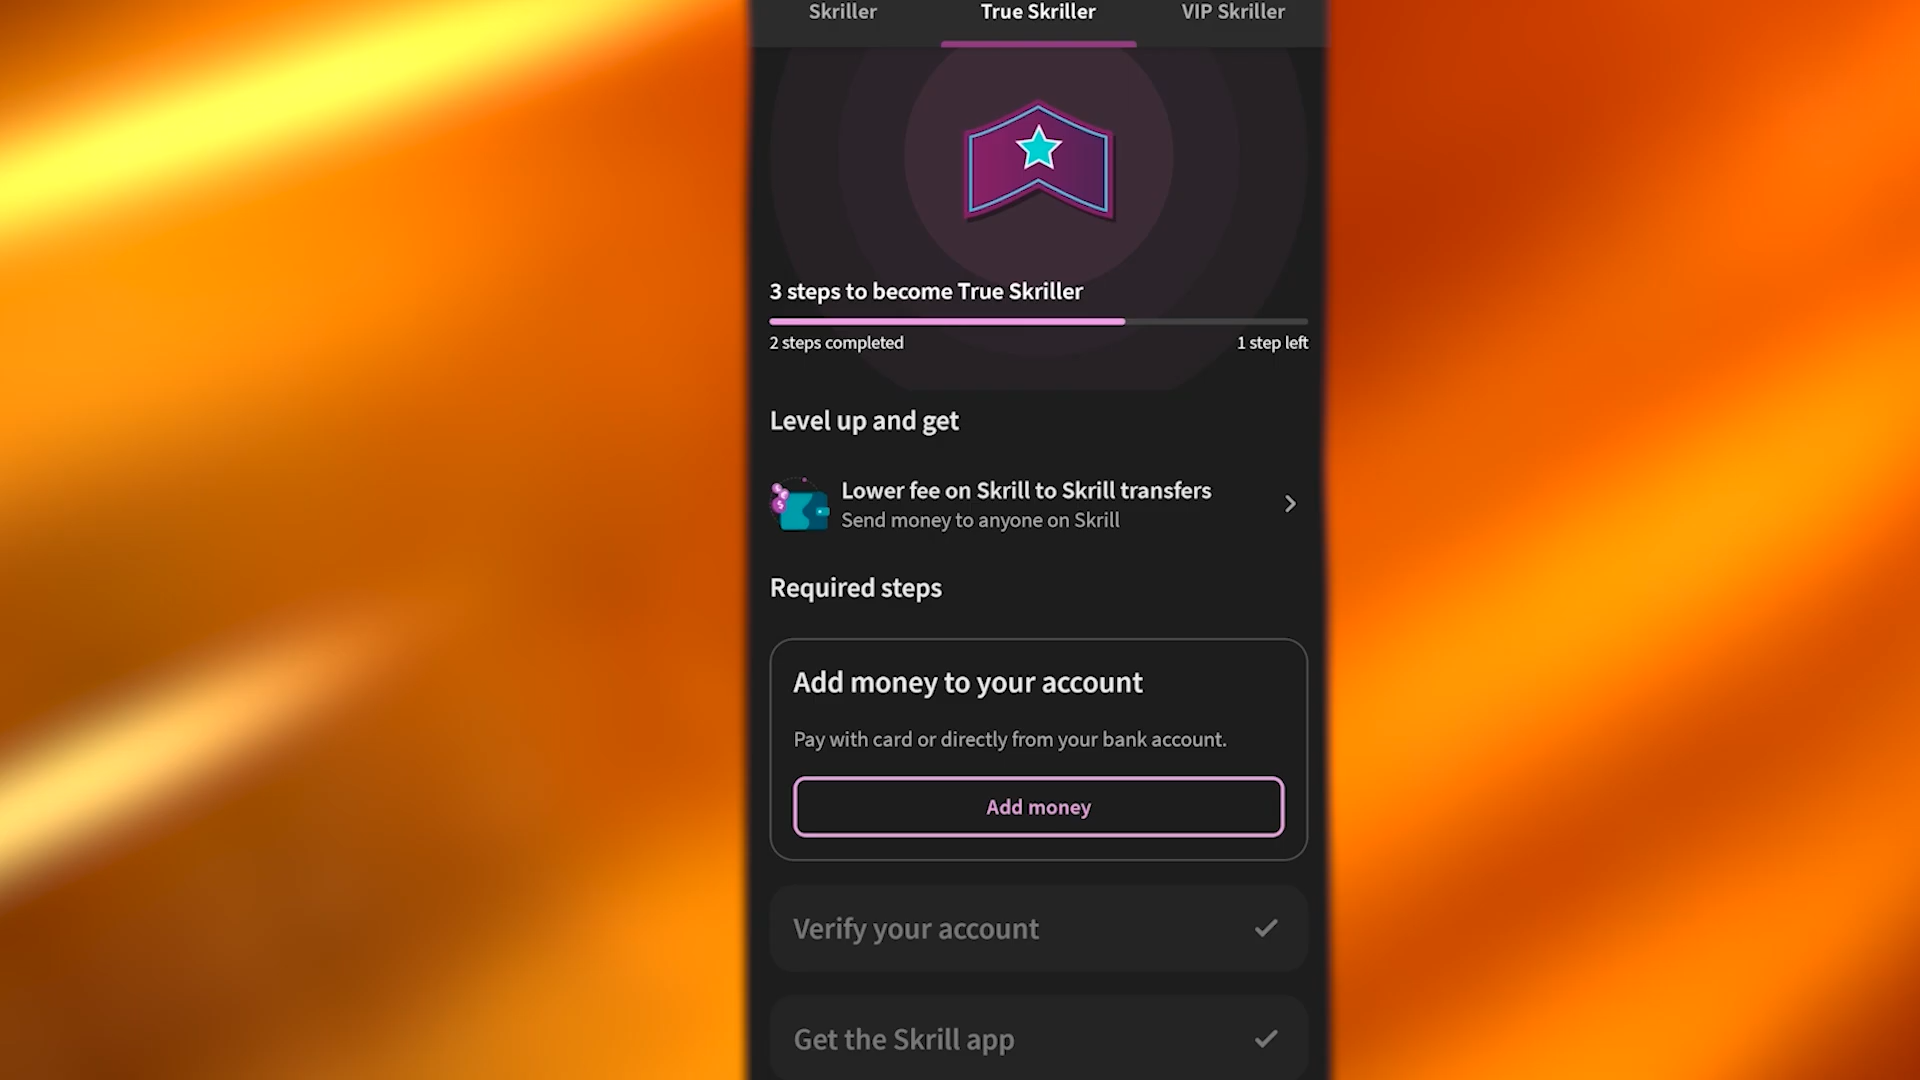 Skriller
True Skriller
VIP Skriller
3 steps to become True Skriller
2 steps completed
1 step left
Level up and get
Lower fee on Skrill to Skrill transfers
Send money to anyone on Skrill
Required steps
Add money to your account
Pay with card or directly from your bank account.
Add money
Verify your account
Get the Skrill app